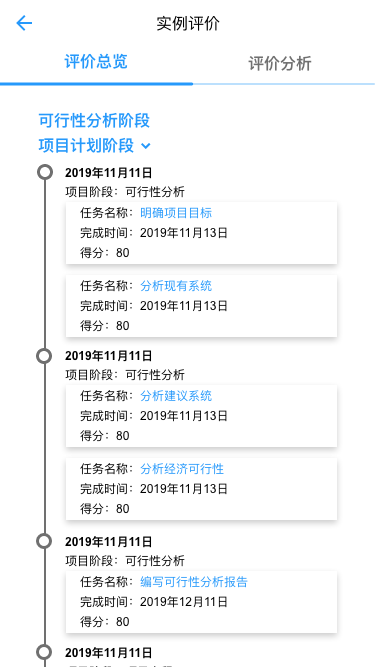 实例评价
评价总览
评价分析
可行性分析阶段
项目计划阶段
2019年11月11日
项目阶段：可行性分析
任务名称：明确项目目标
完成时间：2019年11月13日
得分：80
任务名称：分析现有系统
完成时间：2019年11月13日
得分：80
2019年11月11日
项目阶段：可行性分析
任务名称：分析建议系统
完成时间：2019年11月13日
得分：80
任务名称：分析经济可行性
完成时间：2019年11月13日
得分：80
2019年11月11日
项目阶段：可行性分析
任务名称：编写可行性分析报告
完成时间：2019年12月11日
得分：80
2019年11月11日